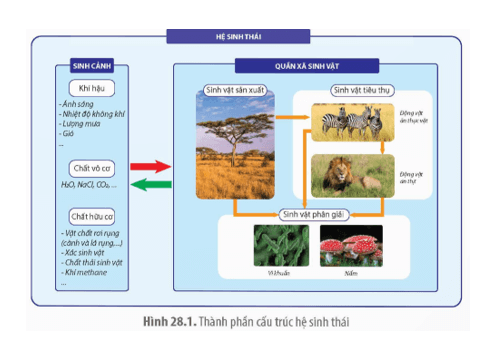 HỆ SINH THÁI
SINH CẢNH
Khí hậu
- Ánh sáng
- Nhiệt độ không khí
- Lượng mưa
- Gió
...
Chất vô cơ
H₂O, NaCl, CO₂, ...
Chất hữu cơ
- Vật chất rơi rụng
(cành và lá rụng,...)
- Xác sinh vật
- Chất thải sinh vật
- Khí methane
...
QUẦN XÃ SINH VẬT
Sinh vật sản xuất
Sinh vật tiêu thụ
Động vật
ăn thực vật
Động vật
ăn thịt
Sinh vật phân giải
Vi khuẩn
Nấm
Hình 28.1. Thành phần cấu trúc hệ sinh thái